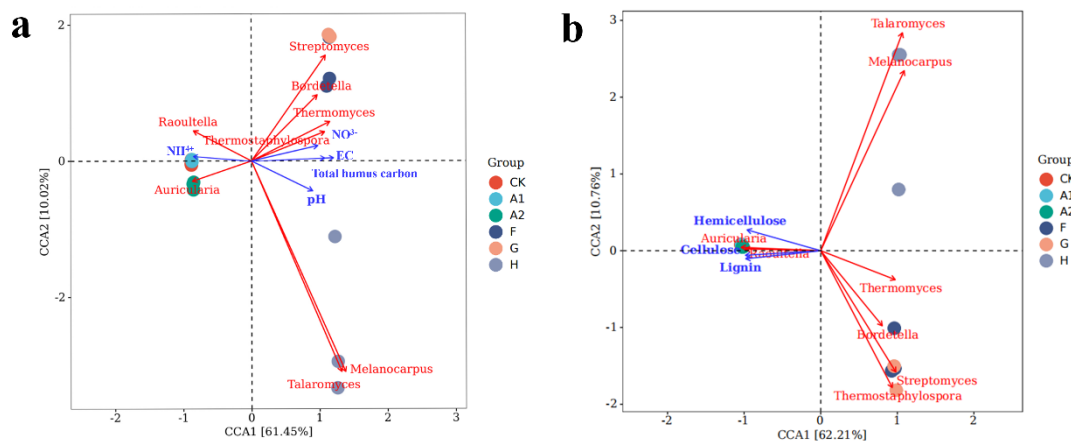 a
2
Streptomyces
Bordetella
Thermomyces
Raoultella
Thermostaphylospora
NO³⁻
NH⁴⁺
EC
0
Total humus carbon
Auricularia
pH
CCA2 [10.02%]
-2
Melanocarpus
Talaromyces
-2
-1
0
1
2
3
CCA1 [61.45%]
Group
CK
A1
A2
F
G
H
b
3
Talaromyces
Melanocarpus
2
1
Hemicellulose
Auricularia
0
Cellulose
Lignin
Thermomyces
CCA2 [10.76%]
-1
Bordetella
Streptomyces
Thermostaphylospora
-2
-2
-1
0
1
2
CCA1 [62.21%]
Group
CK
A1
A2
F
G
H